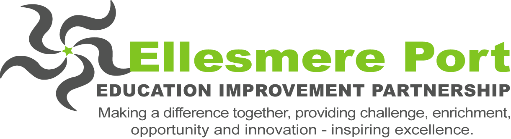 Ellesmere Port
EDUCATION IMPROVEMENT PARTNERSHIP
Making a difference together, providing challenge, enrichment,
opportunity and innovation - inspiring excellence.